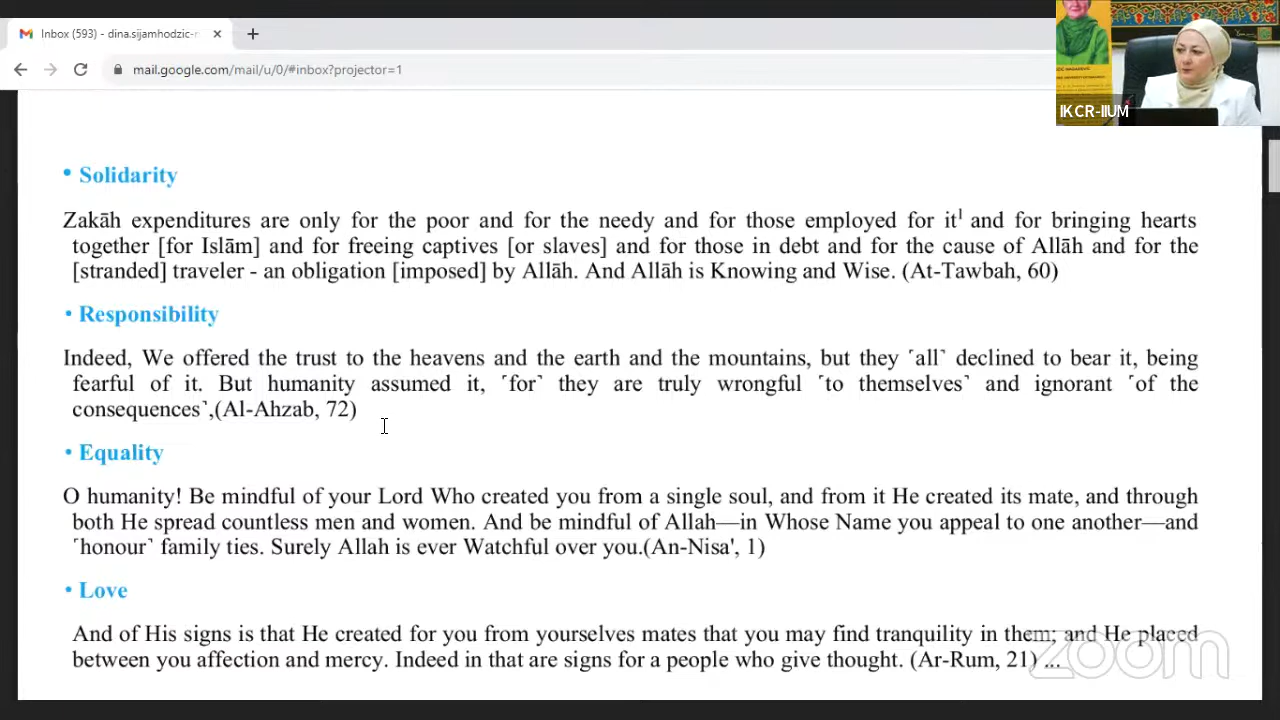 Inbox (593) - dina.sijamhodzic-
mail.google.com/mail/u/0/#inbox?projector=1
IKCR-IIUM
• Solidarity
Zakāh expenditures are only for the poor and for the needy and for those employed for it¹ and for bringing hearts
together [for Islām] and for freeing captives [or slaves] and for those in debt and for the cause of Allāh and for the
[stranded] traveler - an obligation [imposed] by Allāh. And Allāh is Knowing and Wise. (At-Tawbah, 60)
• Responsibility
Indeed, We offered the trust to the heavens and the earth and the mountains, but they ˹all˺ declined to bear it, being
fearful of it. But humanity assumed it, ˹for˺ they are truly wrongful ˹to themselves˺ and ignorant ˹of the
consequences˺,(Al-Ahzab, 72)
• Equality
O humanity! Be mindful of your Lord Who created you from a single soul, and from it He created its mate, and through
both He spread countless men and women. And be mindful of Allah—in Whose Name you appeal to one another—and
˹honour˺ family ties. Surely Allah is ever Watchful over you.(An-Nisa', 1)
• Love
And of His signs is that He created for you from yourselves mates that you may find tranquility in them; and He placed
between you affection and mercy. Indeed in that are signs for a people who give thought. (Ar-Rum, 21) ...
zoom